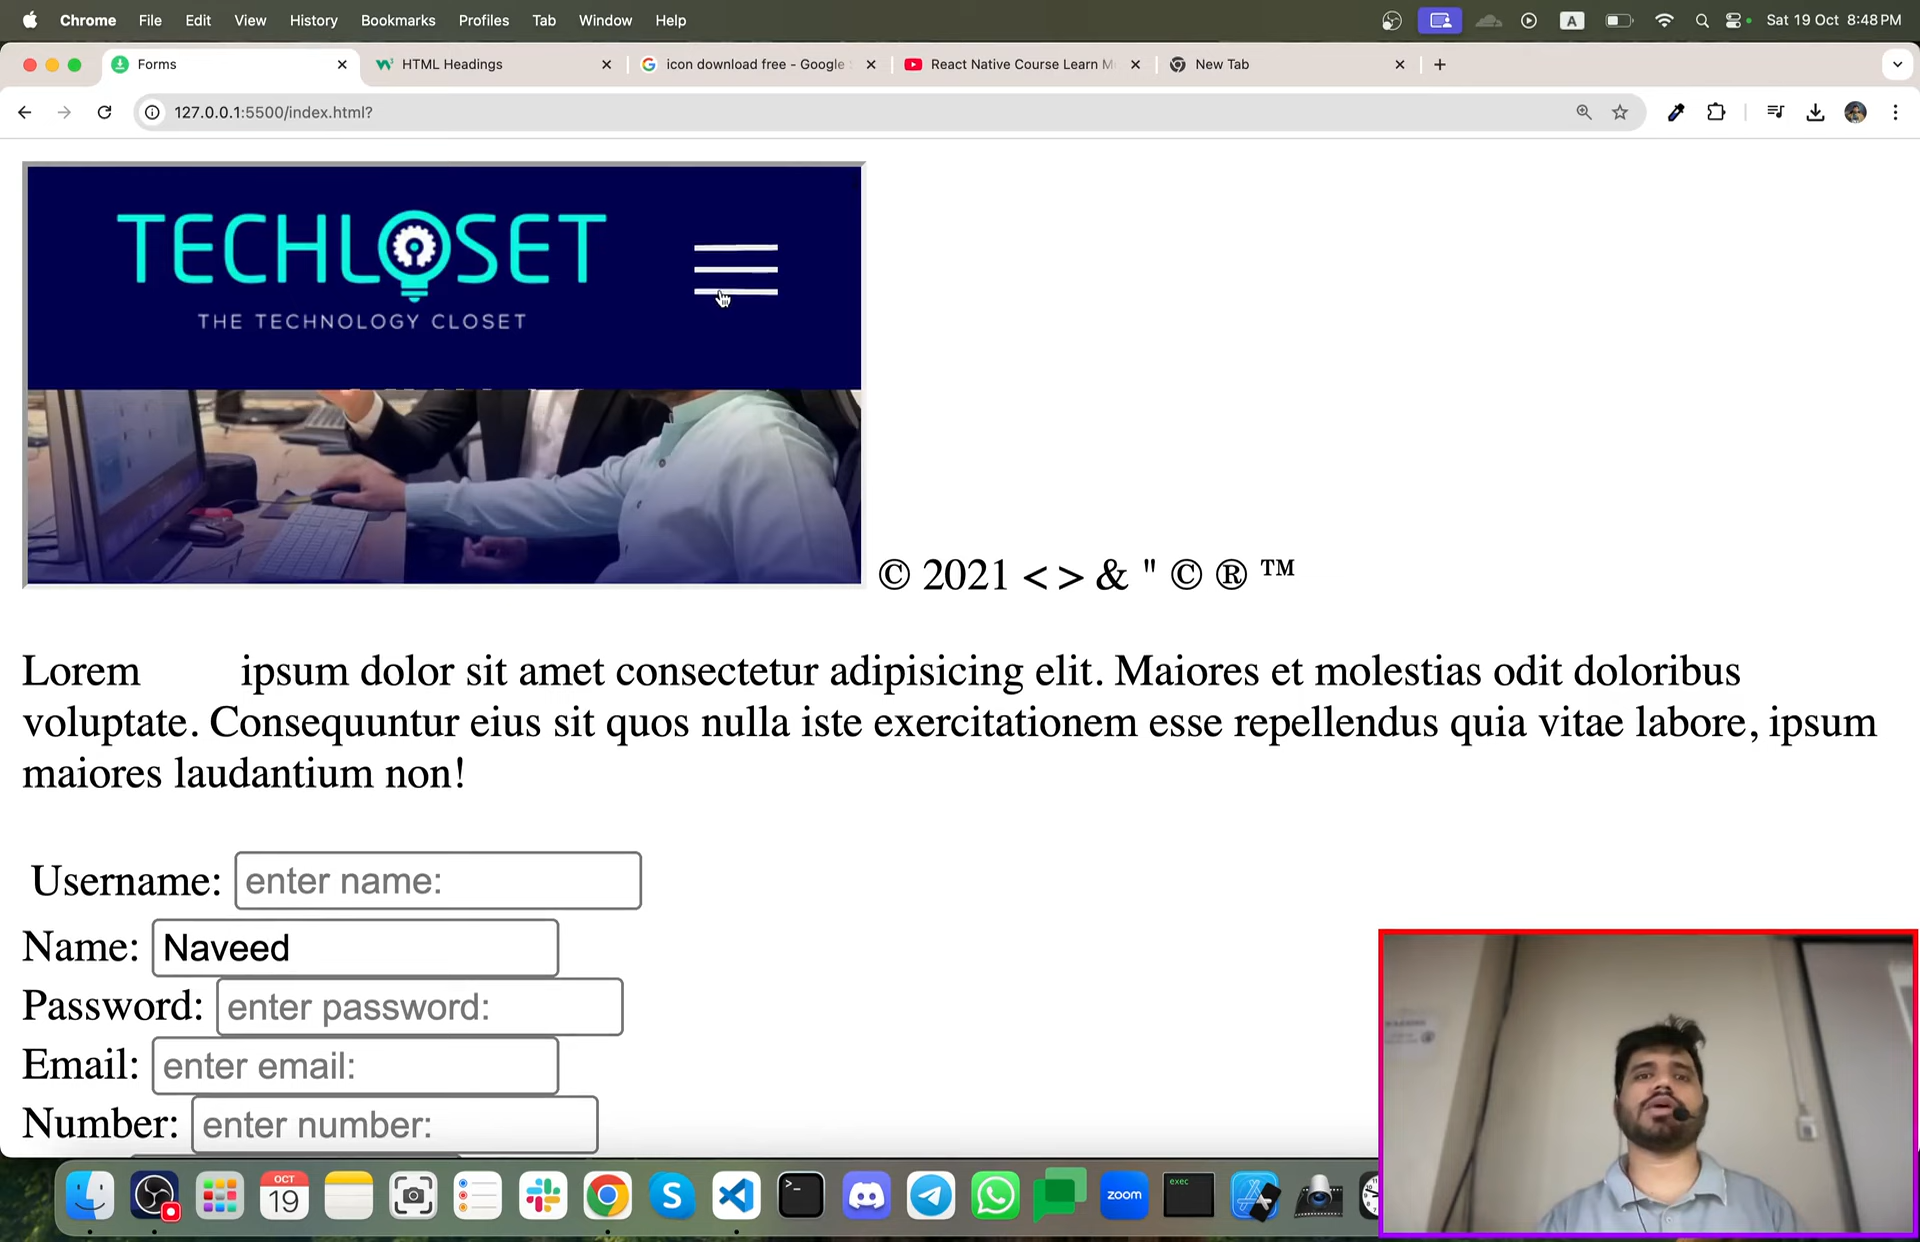 Chrome File Edit View History Bookmarks Profiles Tab Window Help A Sat 19 Oct 8:48 PM
Forms HTML Headings icon download free - Google React Native Course Learn M New Tab
127.0.0.1:5500/index.html?
TECHLOSET
THE TECHNOLOGY CLOSET
© 2021 < > & " © ® ™
Lorem ipsum dolor sit amet consectetur adipisicing elit. Maiores et molestias odit doloribus
voluptate. Consequuntur eius sit quos nulla iste exercitationem esse repellendus quia vitae labore, ipsum
maiores laudantium non!
Username: enter name:
Name: Naveed
Password: enter password:
Email: enter email:
Number: enter number:
OCT
19
zoom
exec